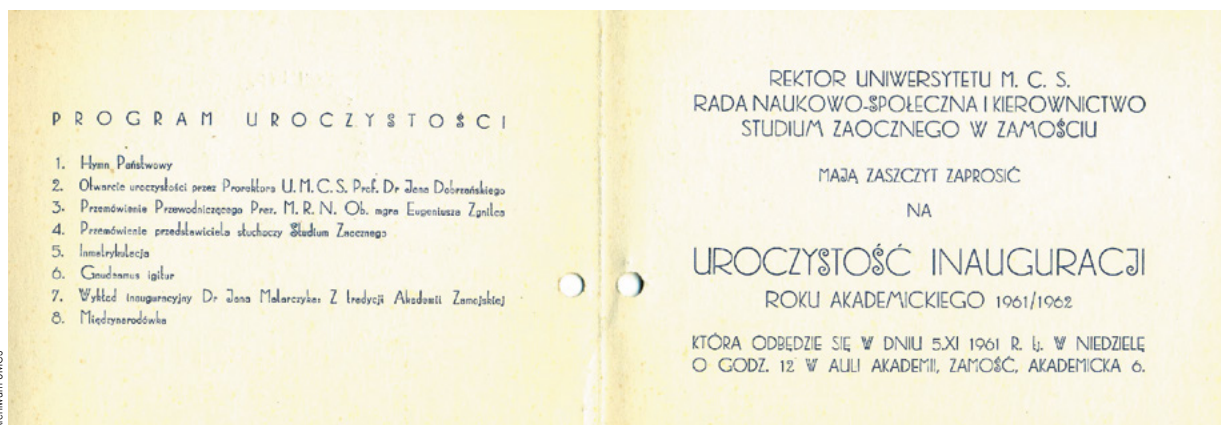 PROGRAM UROCZYSTOŚCI
1. Hymn Państwowy
2. Otwarcie uroczystości przez Prorektora U. M. C. S. Prof. Dr Jana Dobrzańskiego
3. Przemówienie Przewodniczącego Prez. M. R. N. Ob. mgra Eugeniusza Zgnilca
4. Przemówienie przedstawiciela słuchaczy Studium Zaocznego
5. Immatrykulacja
6. Gaudeamus igitur
7. Wykład inauguracyjny Dr Jana Malarczyka: Z tradycji Akademii Zamojskiej
8. Międzynarodówka
REKTOR UNIWERSYTETU M. C. S.
RADA NAUKOWO-SPOŁECZNA I KIEROWNICTWO
STUDIUM ZAOCZNEGO W ZAMOŚCIU
MAJĄ ZASZCZYT ZAPROSIĆ
NA
UROCZYSTOŚĆ INAUGURACJI
ROKU AKADEMICKIEGO 1961/1962
KTÓRA ODBĘDZIE SIĘ W DNIU 5.XI 1961 R. tj. W NIEDZIELĘ
O GODZ. 12 W AULI AKADEMII, ZAMOŚĆ, AKADEMICKA 6.